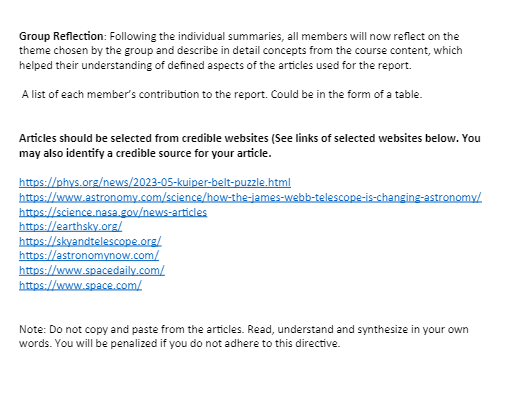 Group Reflection: Following the individual summaries, all members will now reflect on the
theme chosen by the group and describe in detail concepts from the course content, which
helped their understanding of defined aspects of the articles used for the report.
A list of each member's contribution to the report. Could be in the form of a table.
Articles should be selected from credible websites (See links of selected websites below. You
may also identify a credible source for your article.
https://phys.org/news/2023-05-kuiper-belt-puzzle.html
https://www.astronomy.com/science/how-the-james-webb-telescope-is-changing-astronomy/
https://science.nasa.gov/news-articles
https://earthsky.org/
https://skyandtelescope.org/
https://astronomynow.com/
https://www.spacedaily.com/
https://www.space.com/
Note: Do not copy and paste from the articles. Read, understand and synthesize in your own
words. You will be penalized if you do not adhere to this directive.